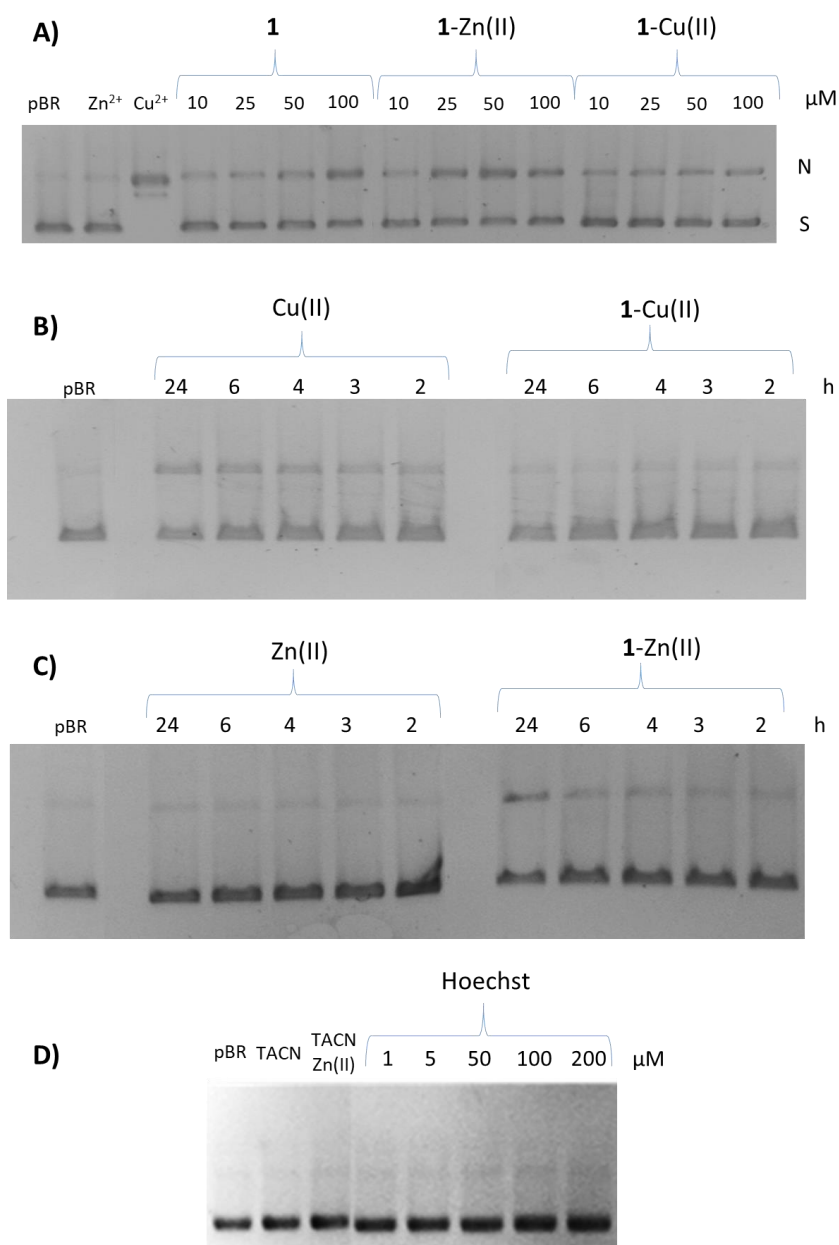 A)
1 1-Zn(II) 1-Cu(II)
pBR Zn²⁺ Cu²⁺ 10 25 50 100 10 25 50 100 10 25 50 100 μM
N
S
B)
Cu(II) 1-Cu(II)
pBR 24 6 4 3 2 24 6 4 3 2 h
C)
Zn(II) 1-Zn(II)
pBR 24 6 4 3 2 24 6 4 3 2 h
Hoechst
D)
pBR TACN TACN Zn(II) 1 5 50 100 200 μM